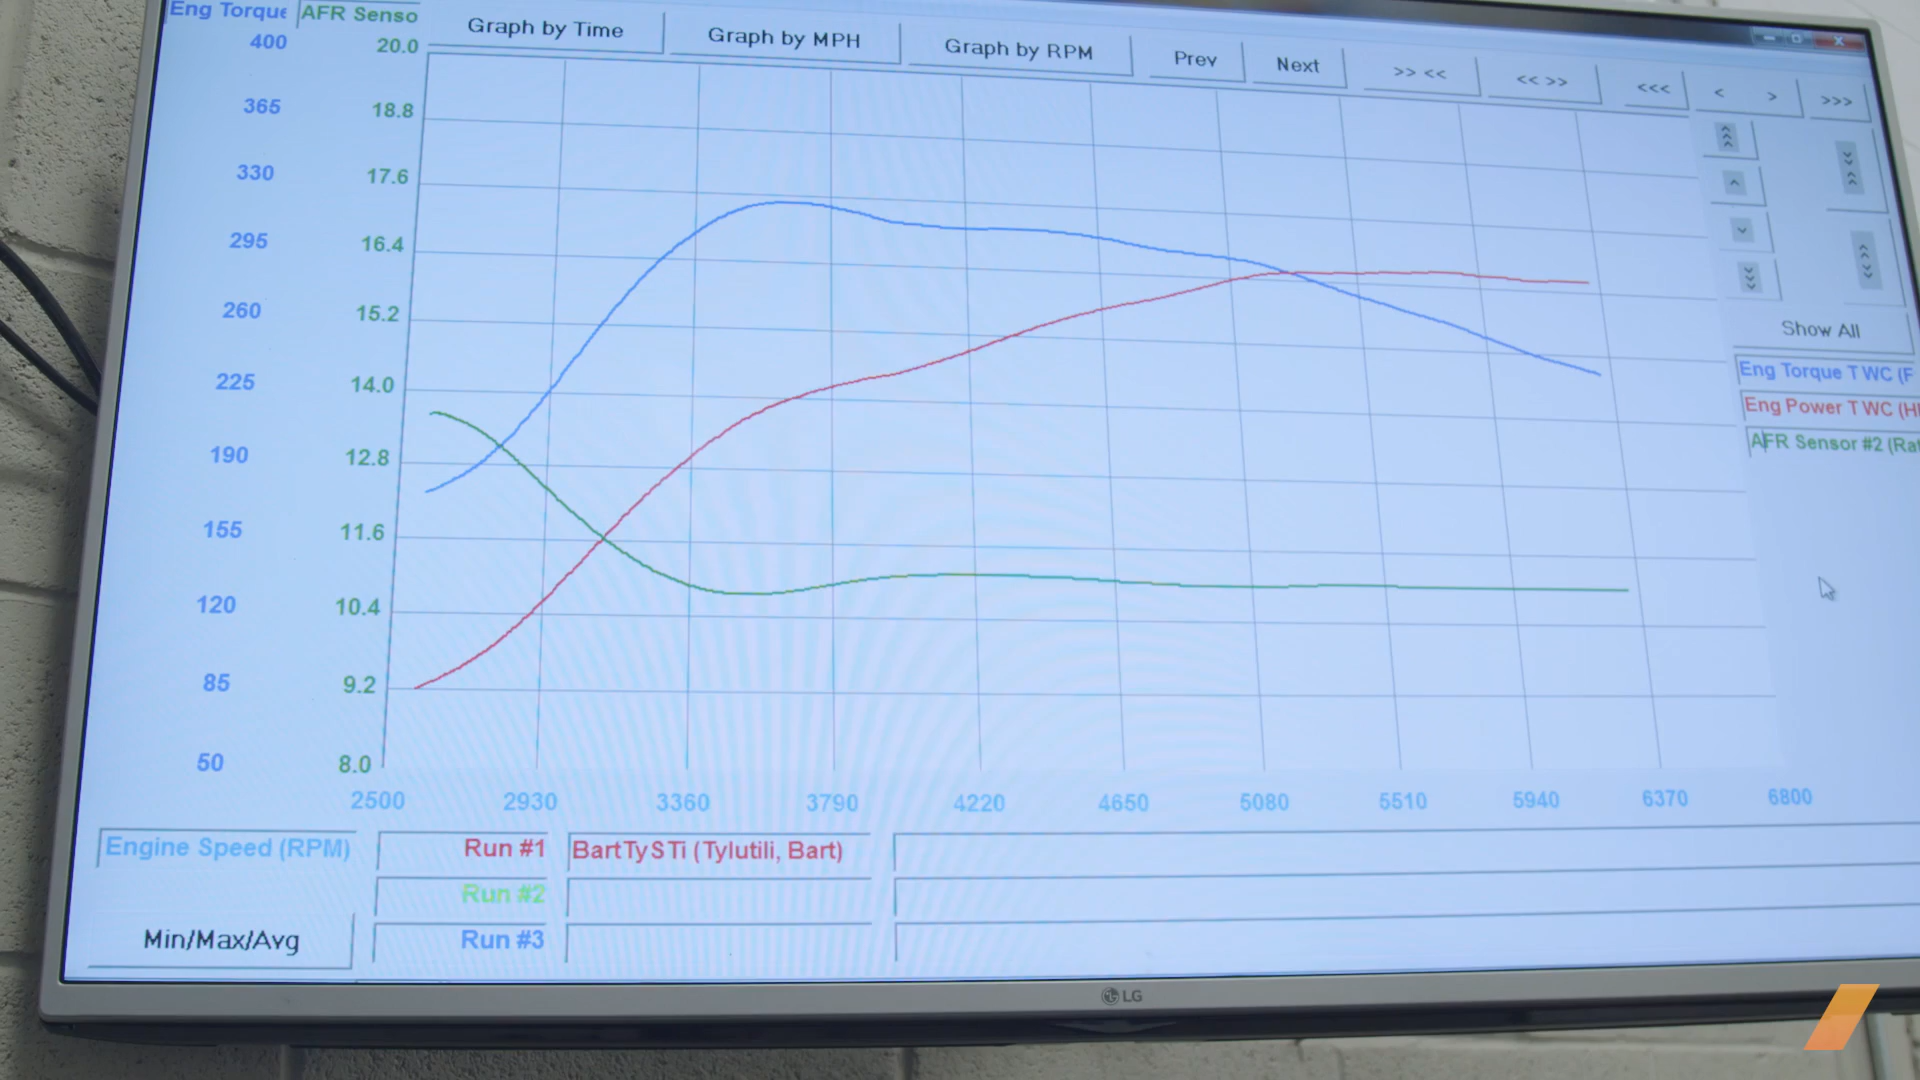 Eng Torque
AFR Senso
Graph by Time
Graph by MPH
Graph by RPM
Prev
Next
>> <<
<< >>
<<<
<
>
>>>
400
365
330
295
260
225
190
155
120
85
50
20.0
18.8
17.6
16.4
15.2
14.0
12.8
11.6
10.4
9.2
8.0
Show All
Eng Torque TWC (F
Eng Power TWC (H
AFR Sensor #2 (Rat
2500 2930 3360 3790 4220 4650 5080 5510 5940 6370 6800
Engine Speed (RPM)
Run #1
BartTySTi (Tylutili, Bart)
Run #2
Run #3
Min/Max/Avg
LG